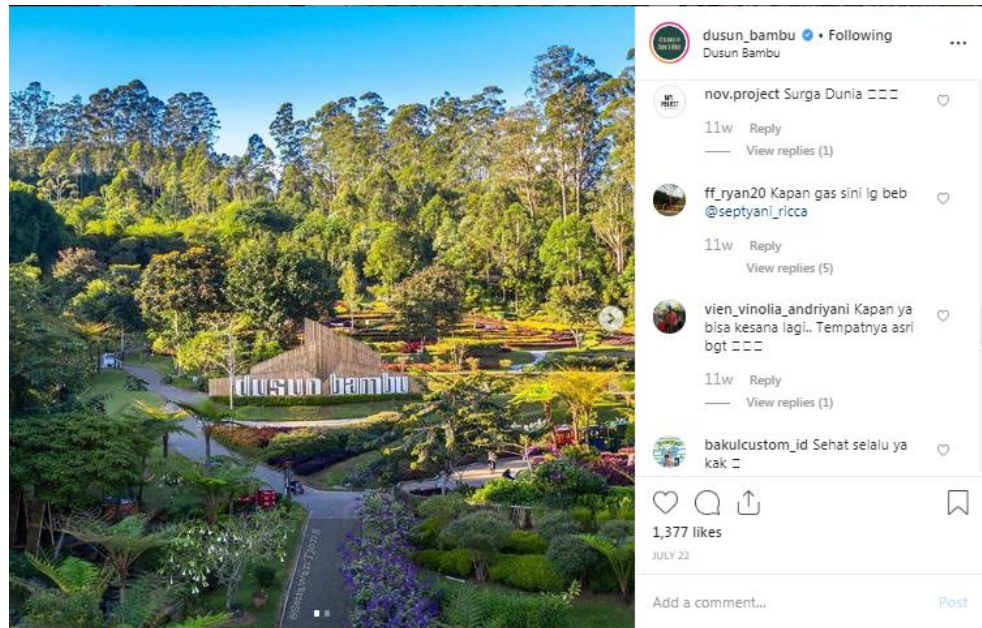 dusun_bambu • Following
Dusun Bambu
nov.project Surga Dunia □□□
11w Reply
View replies (1)
ff_ryan20 Kapan gas sini lg beb
@septyani_ricca
11w Reply
View replies (5)
vien_vinolia_andriyani Kapan ya
bisa kesana lagi.. Tempatnya asri
bgt □□□
11w Reply
View replies (1)
bakulcustom_id Sehat selalu ya
kak □
1,377 likes
JULY 22
Add a comment... Post
dusun bambu